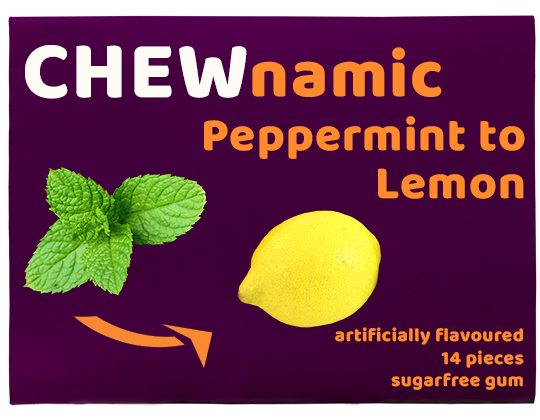 CHEWnamic
Peppermint to
Lemon
artificially flavoured
14 pieces
sugarfree gum